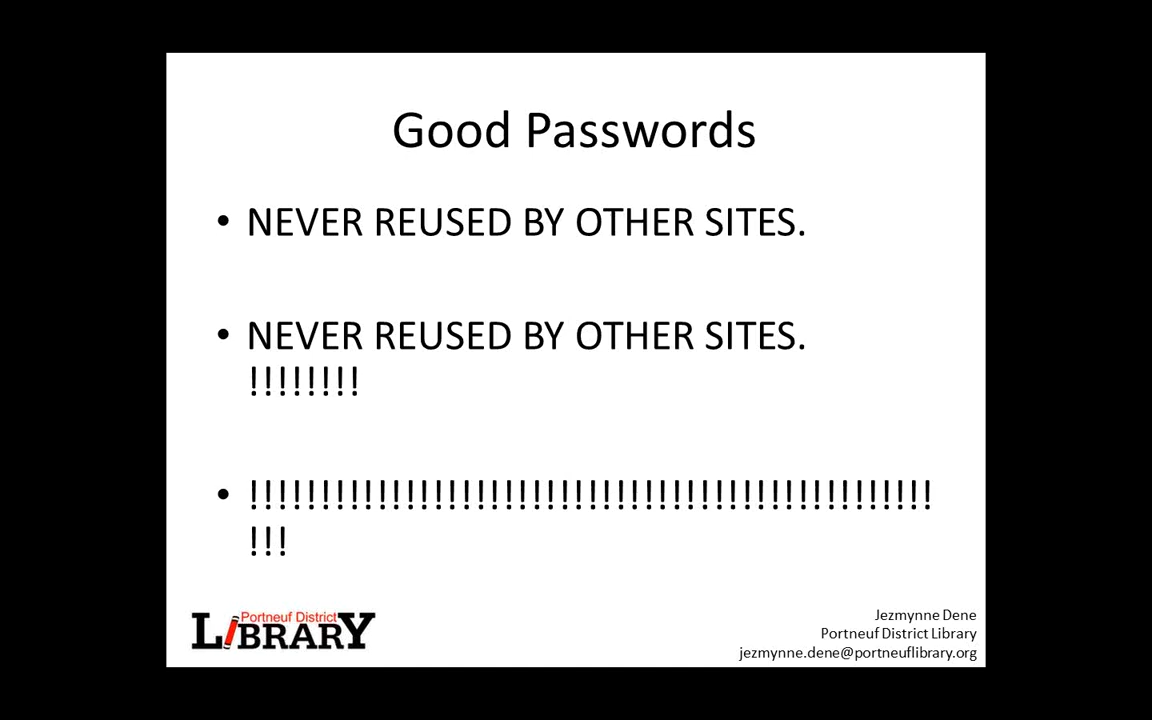 Good Passwords
• NEVER REUSED BY OTHER SITES.
• NEVER REUSED BY OTHER SITES.
!!!!!!!!
• !!!!!!!!!!!!!!!!!!!!!!!!!!!!!!!!!!!!!!!!!!!!!!!!!
!!!
Portneuf District
LIBRARY
Jezmynne Dene
Portneuf District Library
jezmynne.dene@portneuflibrary.org